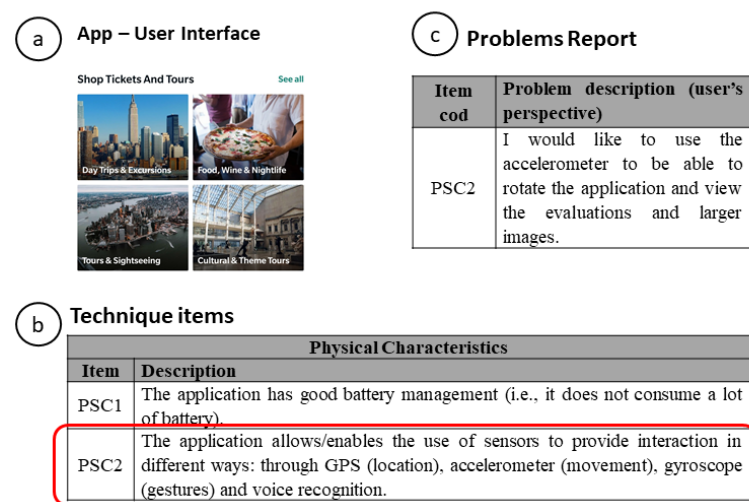 a
App – User Interface
Shop Tickets And Tours
See all
Day Trips & Excursions
Food, Wine & Nightlife
Tours & Sightseeing
Cultural & Theme Tours
c
Problems Report
Item cod
Problem description (user's perspective)
PSC2
I would like to use the
accelerometer to be able to
rotate the application and view
the evaluations and larger
images.
b
Technique items
Physical Characteristics
Item
Description
PSC1
The application has good battery management (i.e., it does not consume a lot
of battery).
PSC2
The application allows/enables the use of sensors to provide interaction in
different ways: through GPS (location), accelerometer (movement), gyroscope
(gestures) and voice recognition.